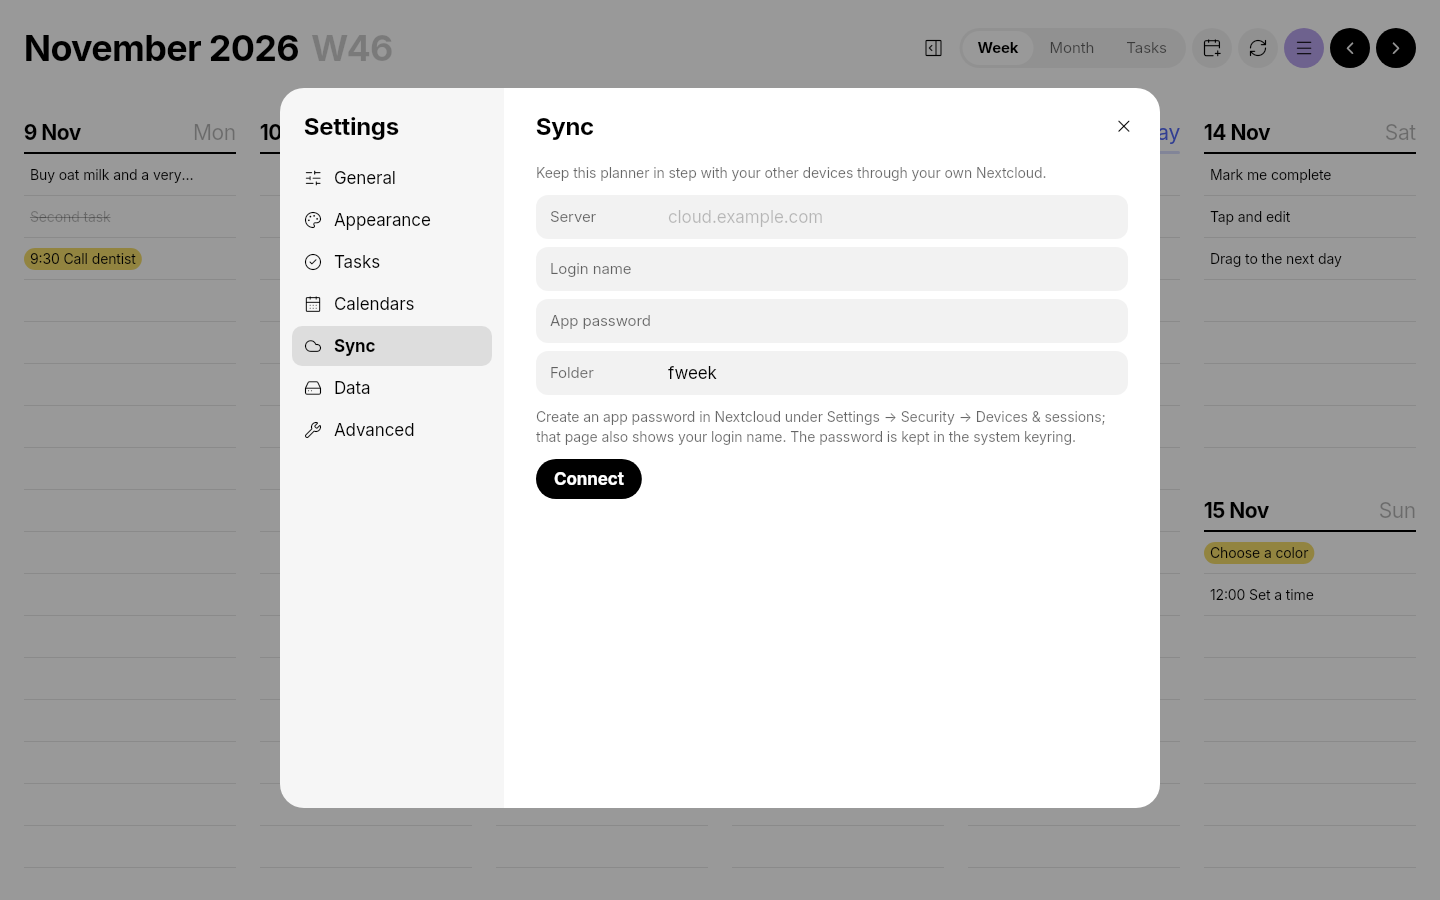 November 2026 W46
Week
Month
Tasks
9 Nov
Mon
Buy oat milk and a very...
Second task
9:30 Call dentist
10
ay
14 Nov
Sat
Mark me complete
Tap and edit
Drag to the next day
15 Nov
Sun
Choose a color
12:00 Set a time
Settings
General
Appearance
Tasks
Calendars
Sync
Data
Advanced
Sync
Keep this planner in step with your other devices through your own Nextcloud.
Server
cloud.example.com
Login name
App password
Folder
fweek
Create an app password in Nextcloud under Settings → Security → Devices & sessions;
that page also shows your login name. The password is kept in the system keyring.
Connect